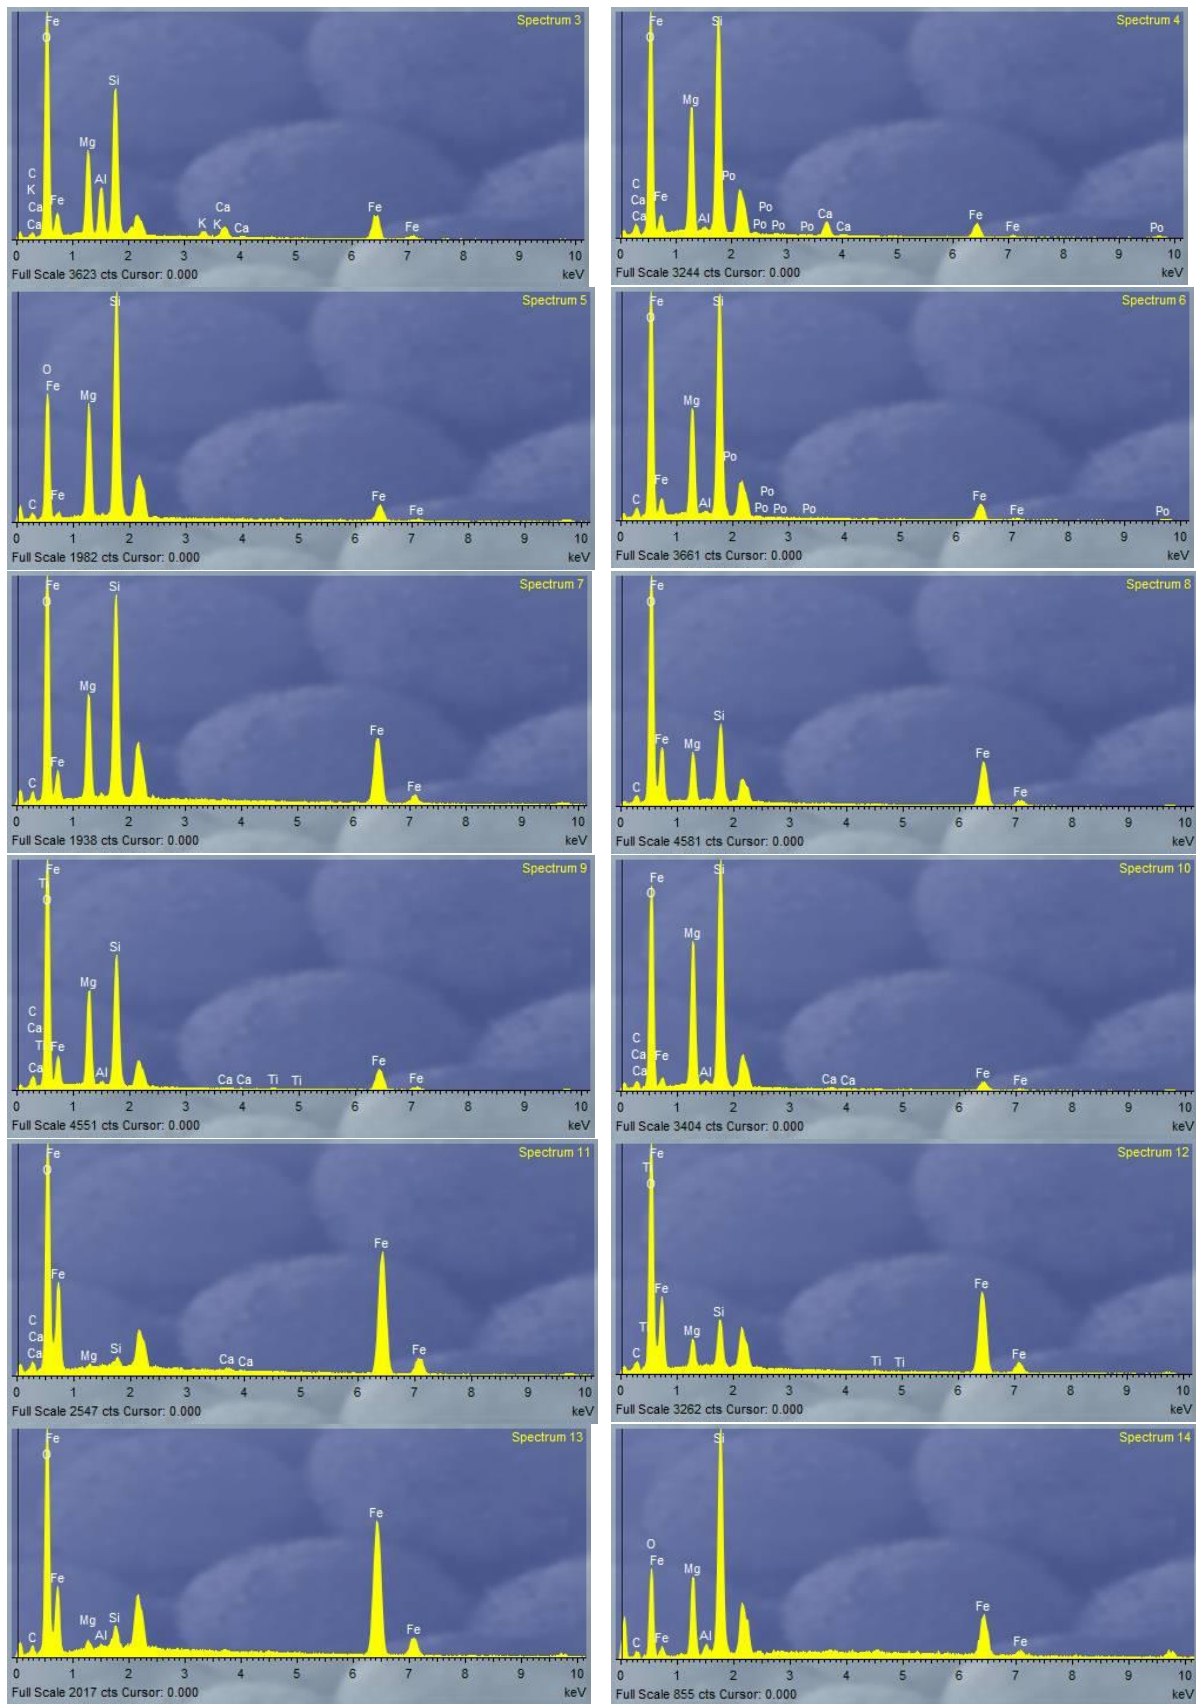 Spectrum 3
Fe
O
Si
Mg
Al
C
K
Ca
Ca
Fe
K
K
Ca
Ca
Fe
Fe
0 1 2 3 4 5 6 7 8 9 10
Full Scale 3623 cts Cursor: 0.000 keV
Spectrum 4
Fe
Si
O
Mg
Po
C
Ca
Ca
Fe
Al
Po
Po
Po
Po
Ca
Ca
Fe
Fe
Po
0 1 2 3 4 5 6 7 8 9 10
Full Scale 3244 cts Cursor: 0.000 keV
Spectrum 5
Si
O
Fe
Mg
C
Fe
Fe
Fe
0 1 2 3 4 5 6 7 8 9 10
Full Scale 1982 cts Cursor: 0.000 keV
Spectrum 6
Fe
Si
O
Mg
Po
C
Fe
Al
Po
Po
Po
Po
Fe
Fe
Po
0 1 2 3 4 5 6 7 8 9 10
Full Scale 3661 cts Cursor: 0.000 keV
Spectrum 7
Fe
Si
O
Mg
C
Fe
Fe
Fe
0 1 2 3 4 5 6 7 8 9 10
Full Scale 1938 cts Cursor: 0.000 keV
Spectrum 8
Fe
O
Si
Fe
Mg
C
Fe
Fe
0 1 2 3 4 5 6 7 8 9 10
Full Scale 4581 cts Cursor: 0.000 keV
Spectrum 9
Fe
O
Si
Mg
C
Ca
Fe
Ca
Al
Ca Ca Ti Ti
Fe
Fe
0 1 2 3 4 5 6 7 8 9 10
Full Scale 4551 cts Cursor: 0.000 keV
Spectrum 10
Si
Fe
O
Mg
C
Ca
Fe
Ca
Al
Ca Ca
Fe
Fe
0 1 2 3 4 5 6 7 8 9 10
Full Scale 3404 cts Cursor: 0.000 keV
Spectrum 11
Fe
O
Fe
Fe
C
Ca
Ca
Mg
Si
Ca Ca
Fe
0 1 2 3 4 5 6 7 8 9 10
Full Scale 2547 cts Cursor: 0.000 keV
Spectrum 12
Fe
O
Fe
Fe
Si
Mg
C
Ti Ti
Fe
0 1 2 3 4 5 6 7 8 9 10
Full Scale 3262 cts Cursor: 0.000 keV
Spectrum 13
Fe
O
Fe
Fe
Mg
Si
Al
C
Fe
3 1 2 3 4 5 6 7 8 9 10
Full Scale 2017 cts Cursor: 0.000 keV
Spectrum 14
Si
O
Fe
Mg
Fe
C
Fe
Al
Fe
0 1 2 3 4 5 6 7 8 9 10
Full Scale 855 cts Cursor: 0.000 keV